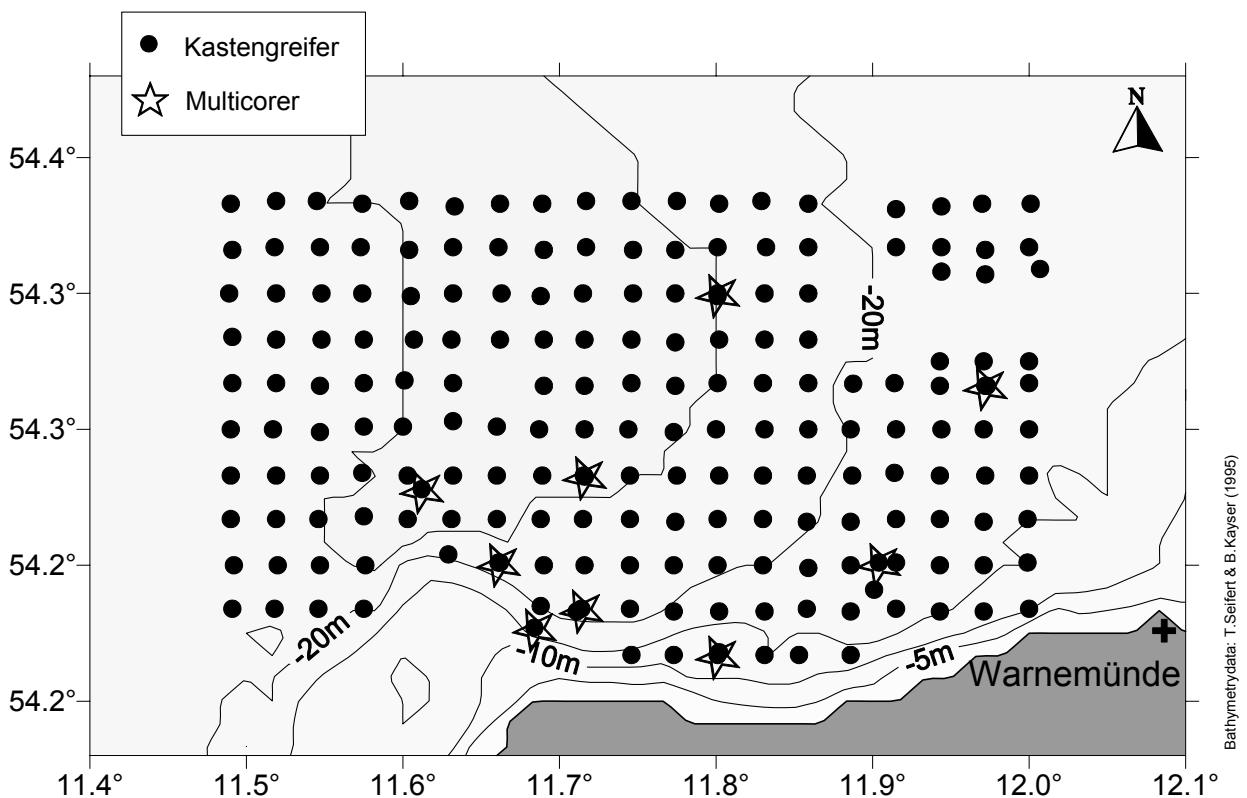 Kastengreifer
Multicorer
N
54.4°
54.3°
54.3°
54.2°
54.2°
-20m
-20m
-10m
-5m
Warnemünde
11.4°
11.5°
11.6°
11.7°
11.8°
11.9°
12.0°
12.1°
Bathymetrydata: T.Seifert & B.Kayser (1995)